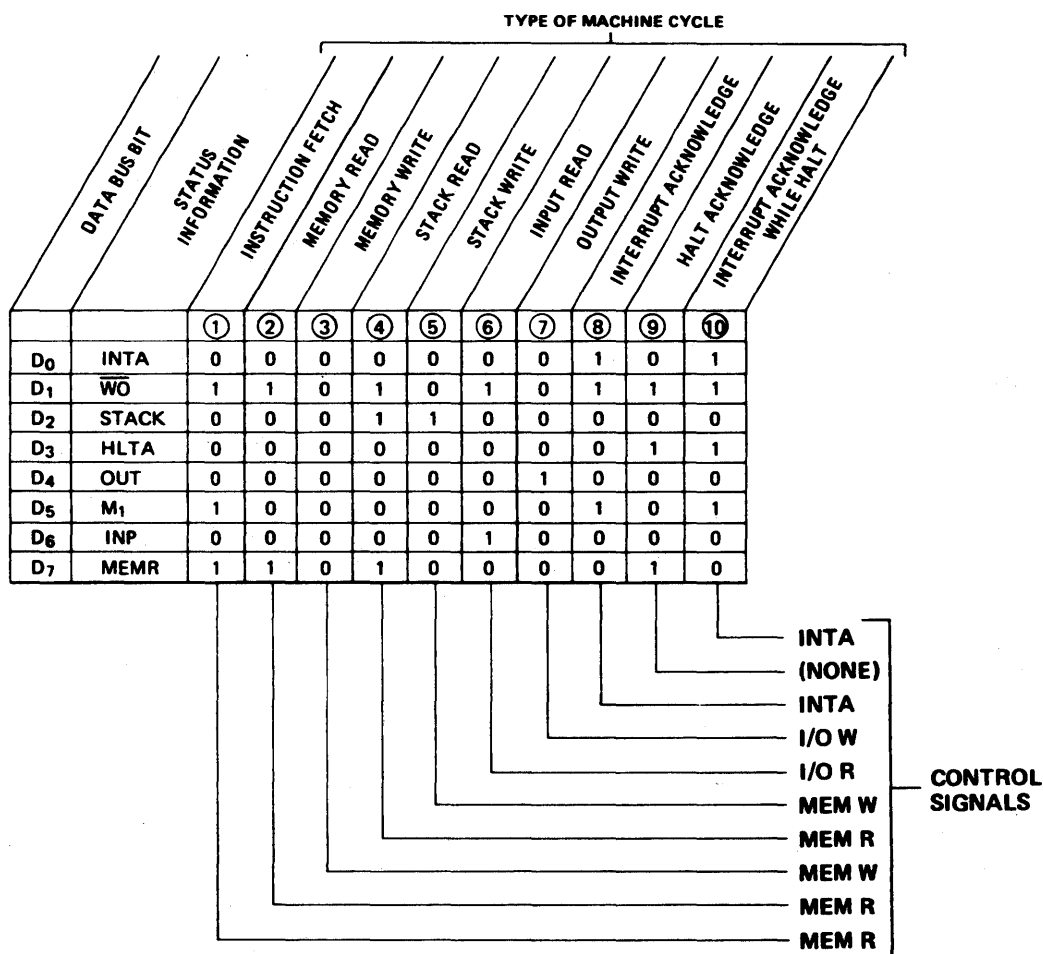 TYPE OF MACHINE CYCLE
DATA BUS BIT
STATUS
INFORMATION
INSTRUCTION FETCH
MEMORY READ
MEMORY WRITE
STACK READ
STACK WRITE
INPUT READ
OUTPUT WRITE
INTERRUPT ACKNOWLEDGE
HALT ACKNOWLEDGE
INTERRUPT ACKNOWLEDGE
WHILE HALT
① ② ③ ④ ⑤ ⑥ ⑦ ⑧ ⑨ ⑩
D₀ INTA 0 0 0 0 0 0 0 1 0 1
D₁ W̅O̅ 1 1 0 1 0 1 0 1 1 1
D₂ STACK 0 0 0 1 1 0 0 0 0 0
D₃ HLTA 0 0 0 0 0 0 0 0 1 1
D₄ OUT 0 0 0 0 0 0 1 0 0 0
D₅ M₁ 1 0 0 0 0 0 0 1 0 1
D₆ INP 0 0 0 0 0 1 0 0 0 0
D₇ MEMR 1 1 0 1 0 0 0 0 1 0
INTA
(NONE)
INTA
I/O W
I/O R
MEM W
MEM R
MEM W
MEM R
MEM R
CONTROL
SIGNALS